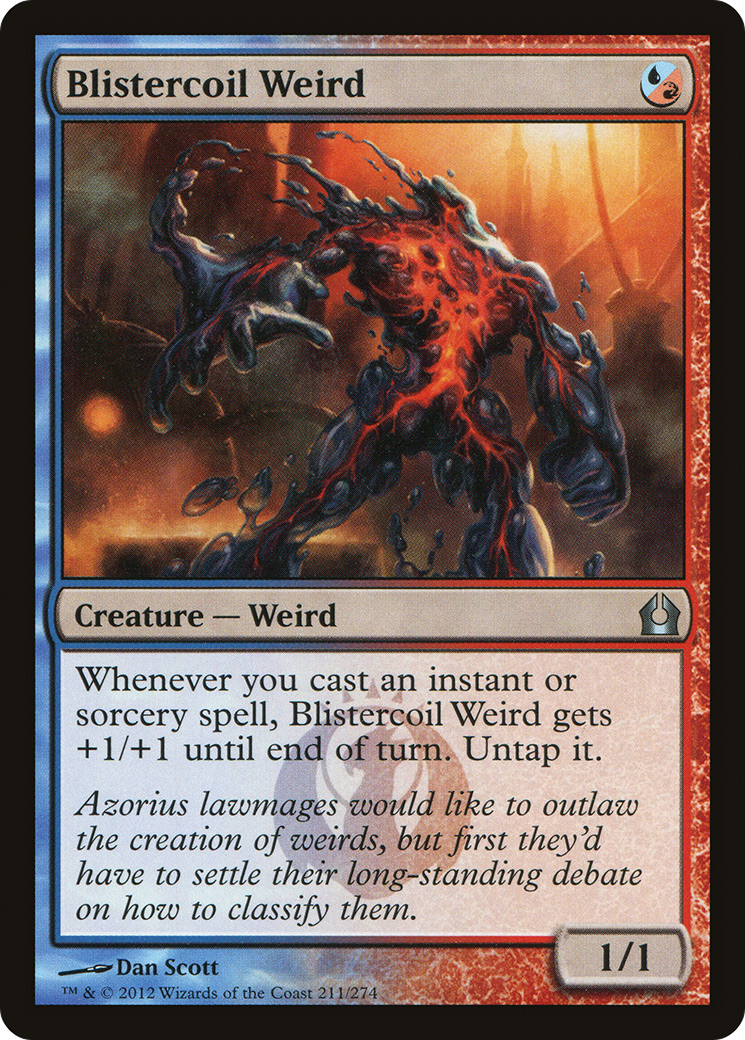 Blistercoil Weird
Creature — Weird
Whenever you cast an instant or
sorcery spell, Blistercoil Weird gets
+1/+1 until end of turn. Untap it.
Azorius lawmages would like to outlaw
the creation of weirds, but first they’d
have to settle their long-standing debate
on how to classify them.
1/1
Dan Scott
™ & © 2012 Wizards of the Coast 211/274